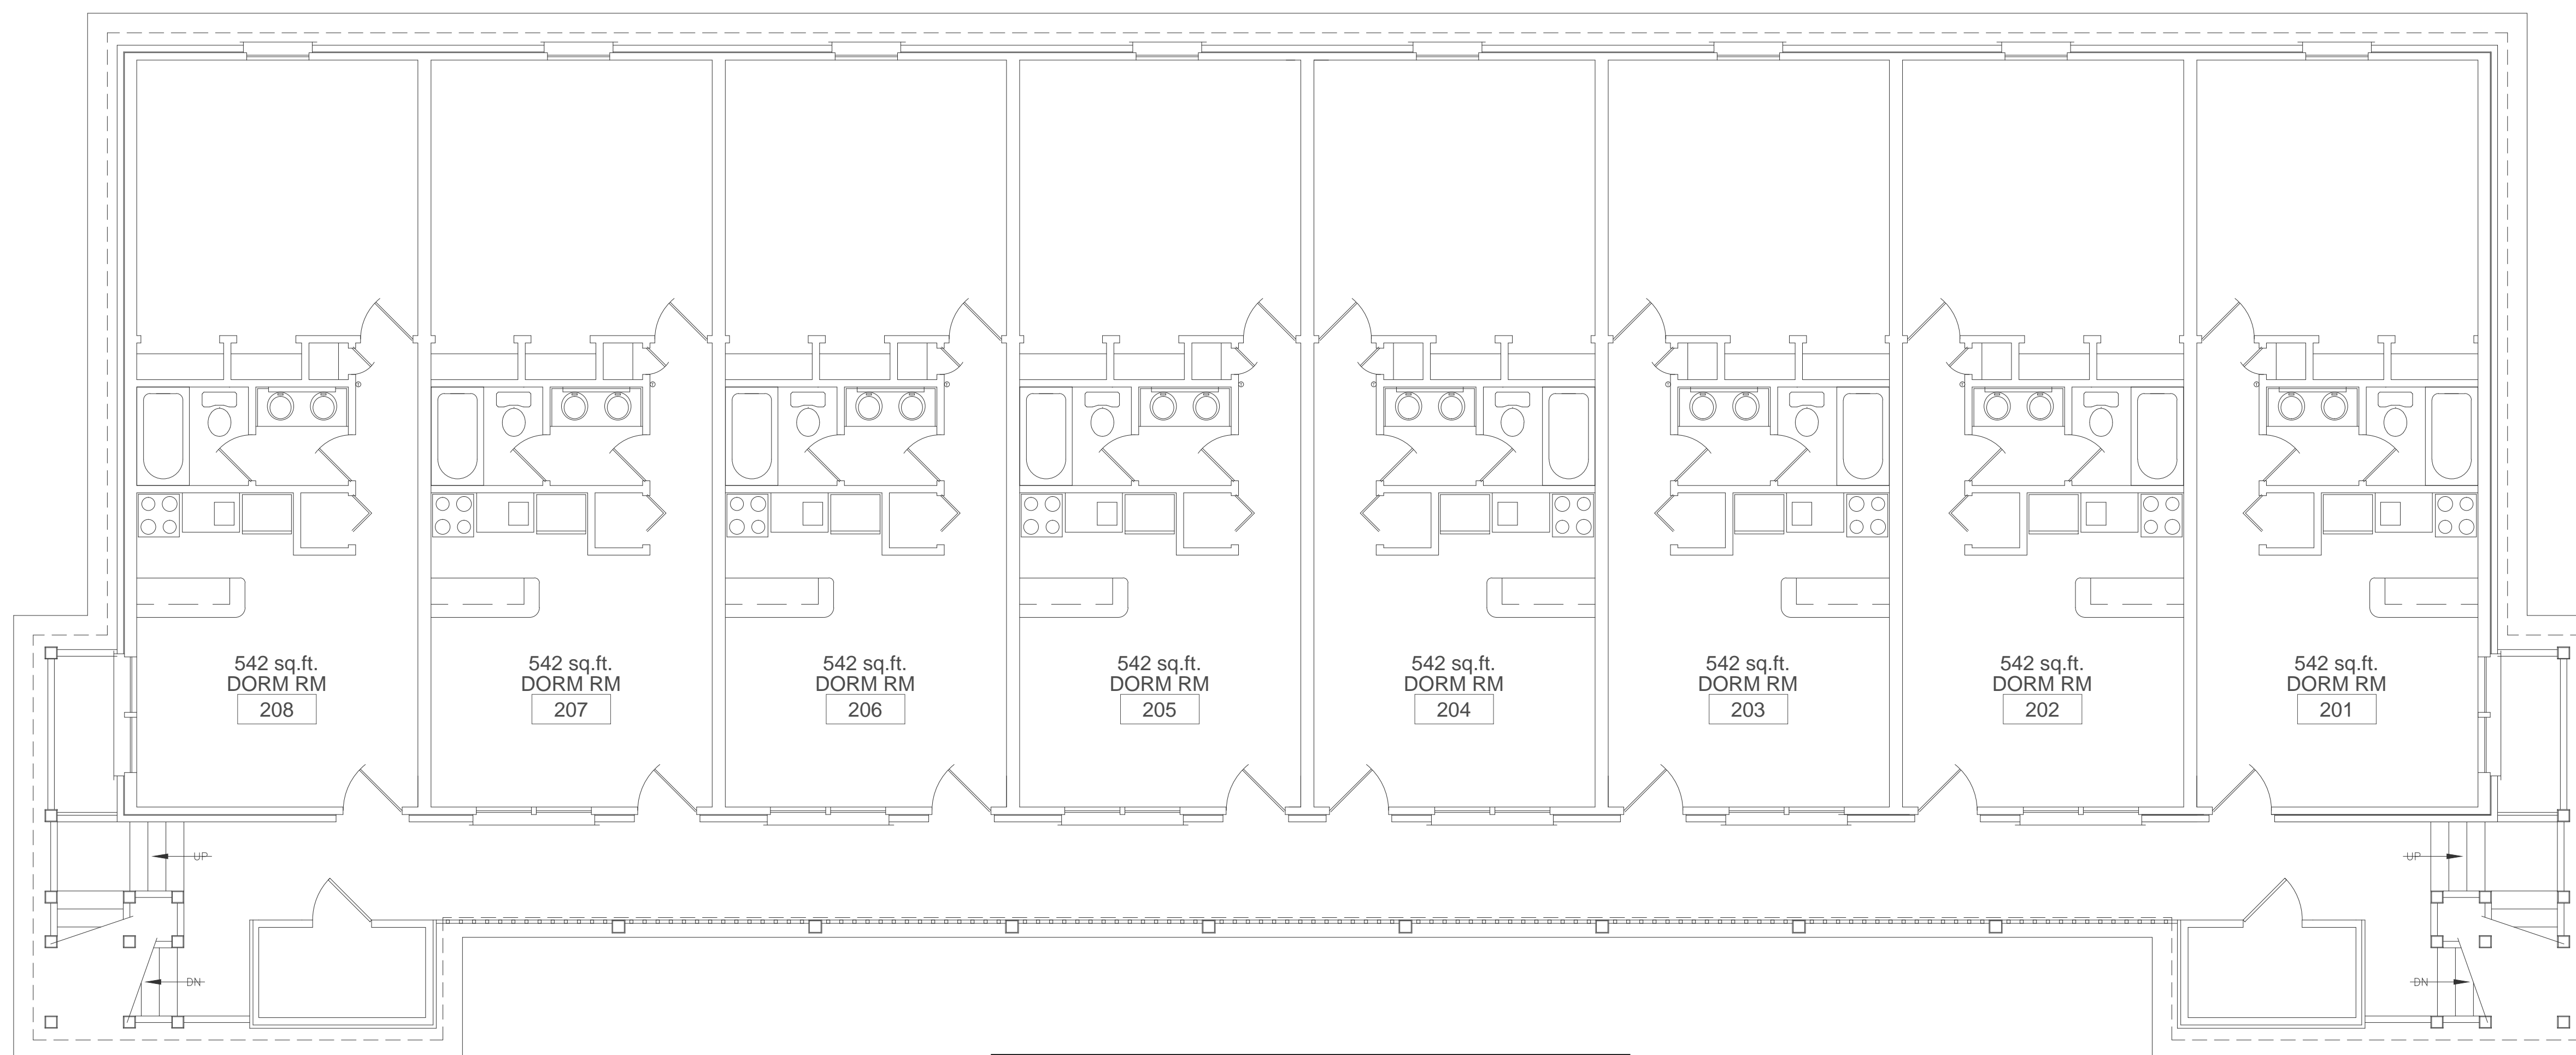 542 sq.ft.
DORM RM
208
542 sq.ft.
DORM RM
207
542 sq.ft.
DORM RM
206
542 sq.ft.
DORM RM
205
542 sq.ft.
DORM RM
204
542 sq.ft.
DORM RM
203
542 sq.ft.
DORM RM
202
542 sq.ft.
DORM RM
201
UP
UP
DN
DN